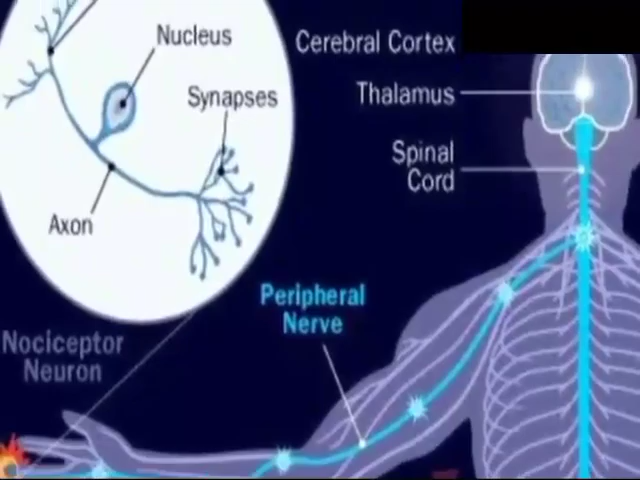 Nucleus
Cerebral Cortex
Synapses
Thalamus
Spinal
Cord
Axon
Peripheral
Nerve
Nociceptor
Neuron